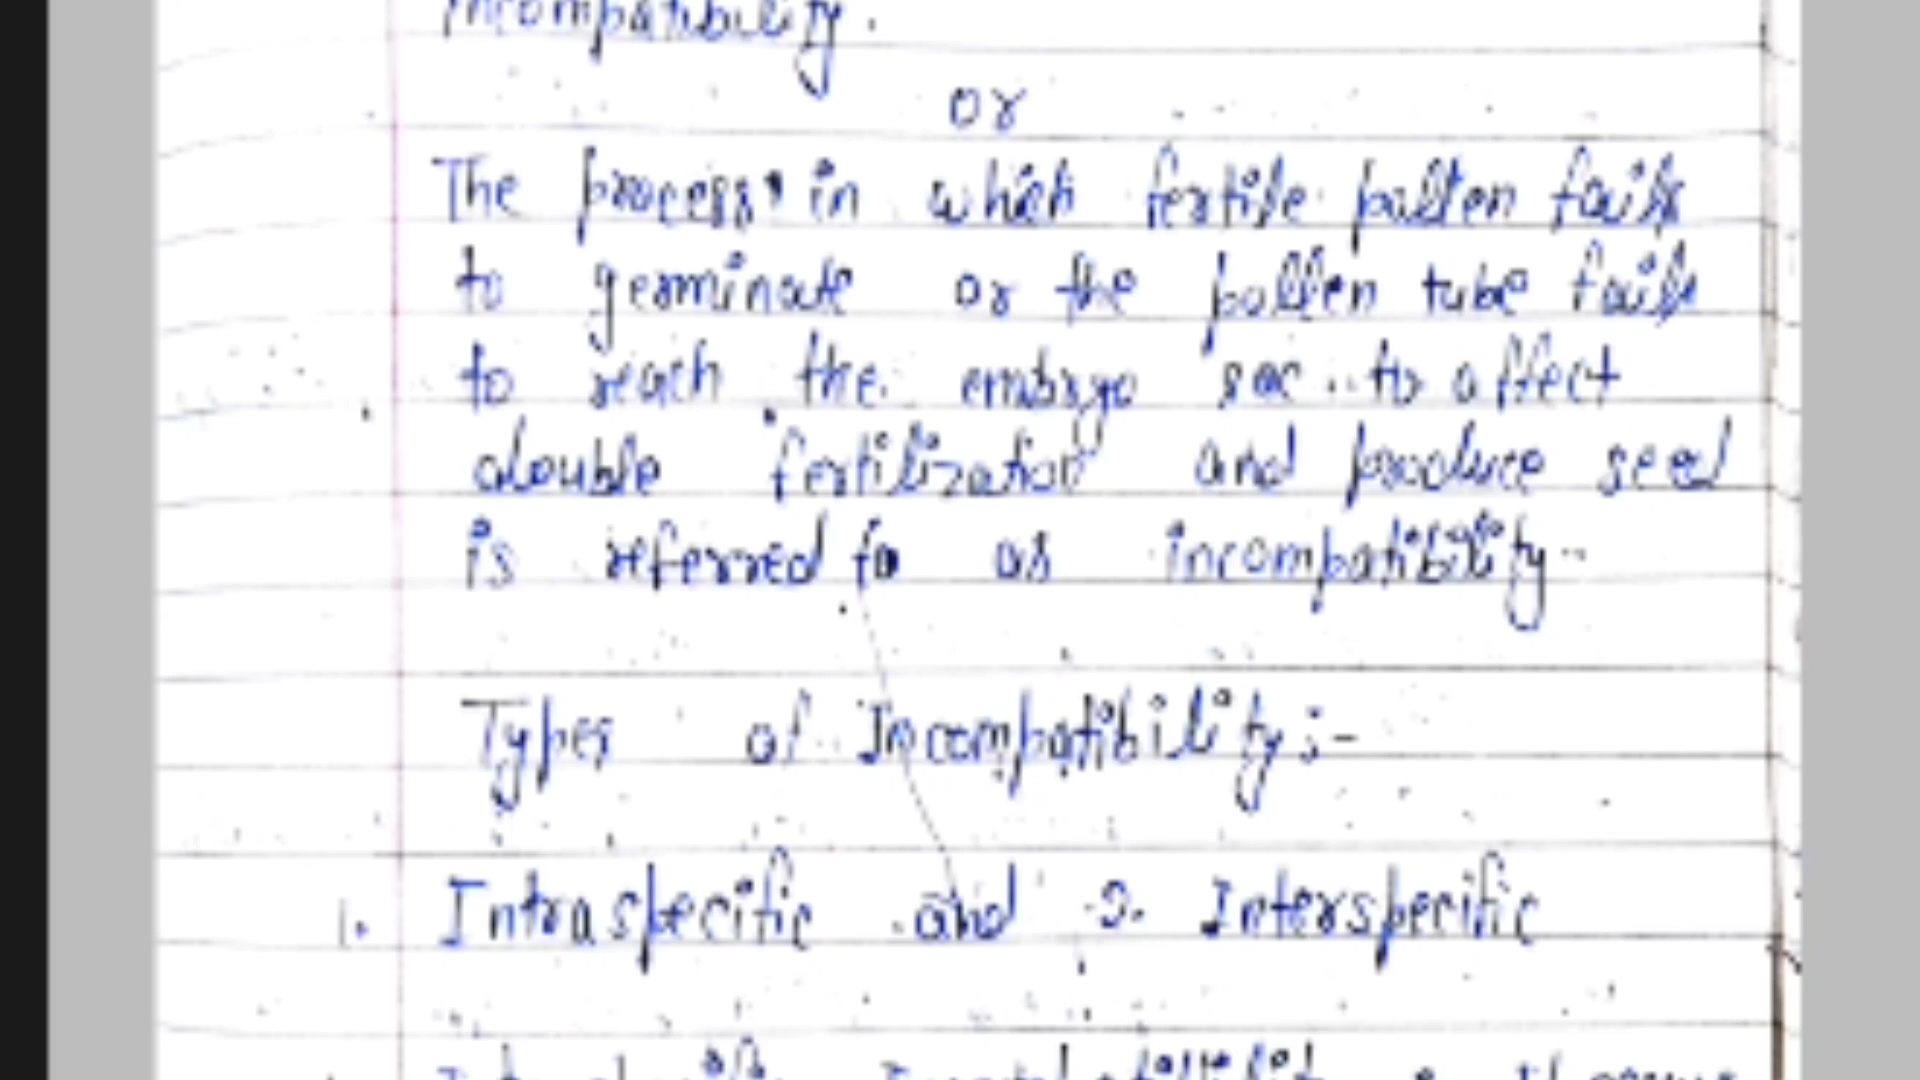 incompatibility.
or
The process in which fertile pollen fails
to germinate or the pollen tube fails
to reach the embryo sac to affect
double fertilization and produce seed
is referred to as incompatibility.
Types of Incompatibility :-
1. Intraspecific and 2. Interspecific